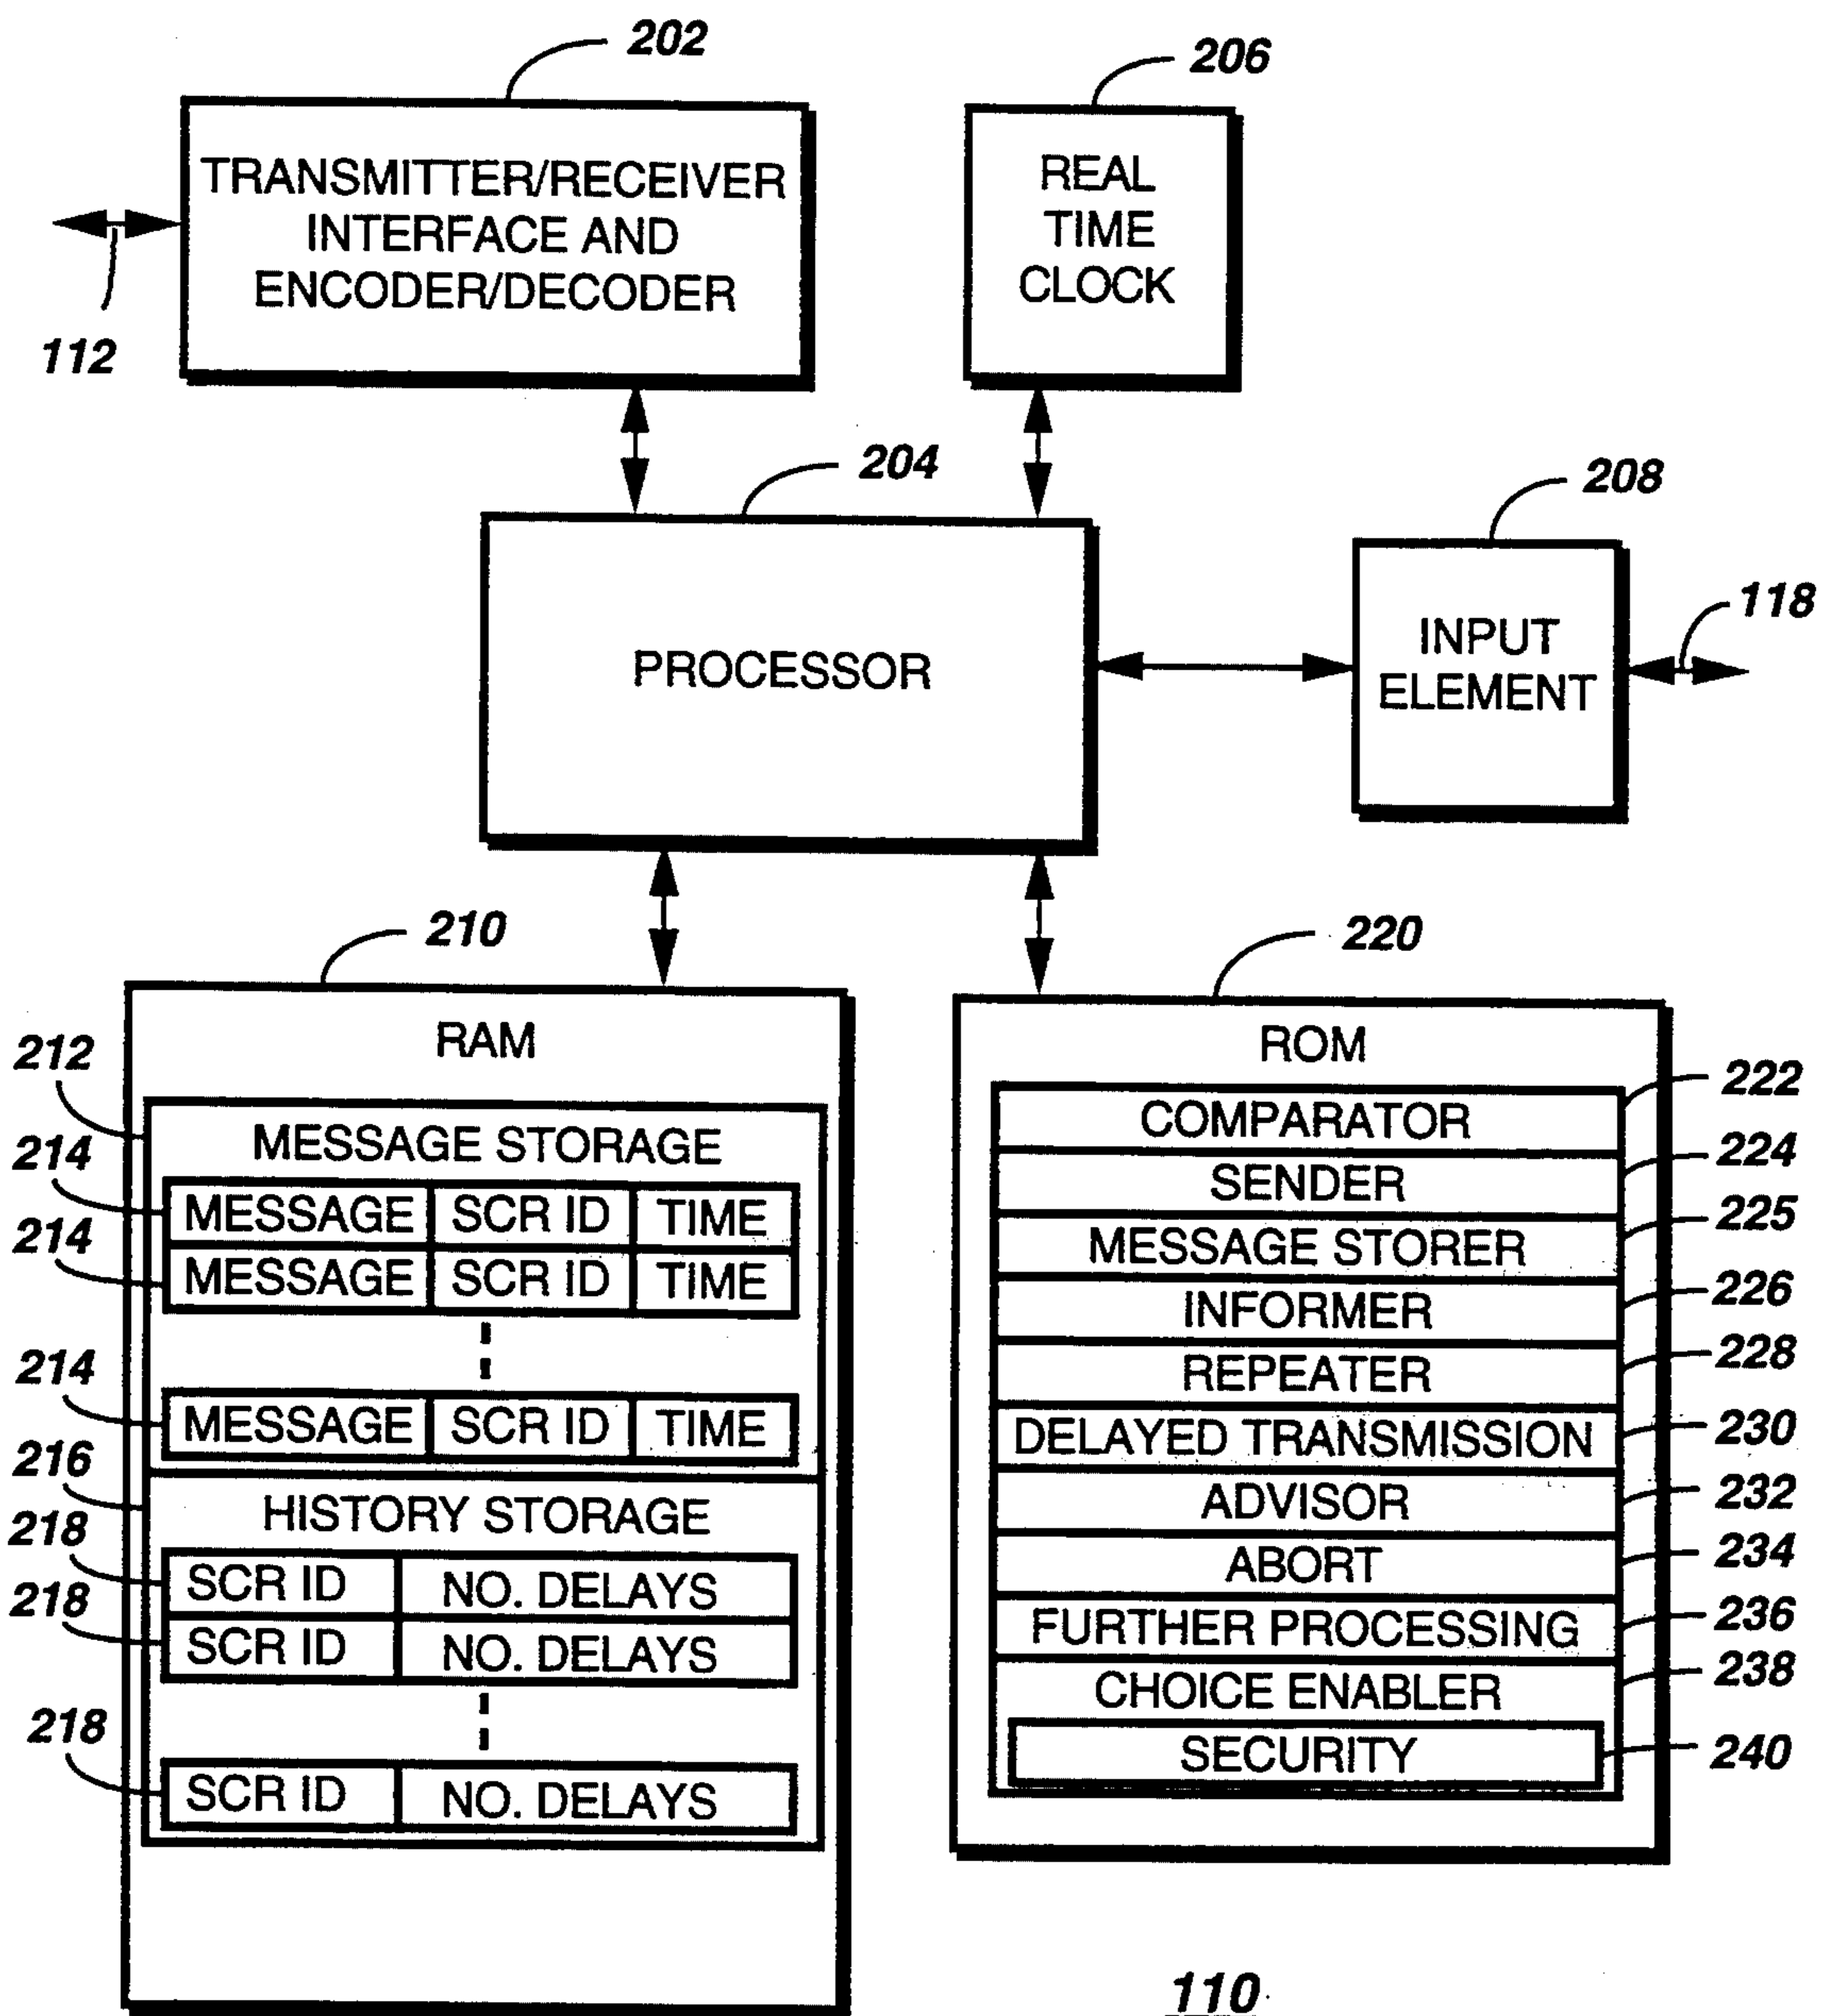 202
206
TRANSMITTER/RECEIVER
INTERFACE AND
ENCODER/DECODER
REAL
TIME
CLOCK
112
204
208
PROCESSOR
INPUT
ELEMENT
118
210
220
RAM
ROM
212
MESSAGE STORAGE
214
MESSAGE SCR ID TIME
214
MESSAGE SCR ID TIME
214
MESSAGE SCR ID TIME
216
HISTORY STORAGE
218
SCR ID NO. DELAYS
218
SCR ID NO. DELAYS
218
SCR ID NO. DELAYS
COMPARATOR
222
SENDER
224
MESSAGE STORER
225
INFORMER
226
REPEATER
228
DELAYED TRANSMISSION
230
ADVISOR
232
ABORT
234
FURTHER PROCESSING
236
CHOICE ENABLER
238
SECURITY
240
110